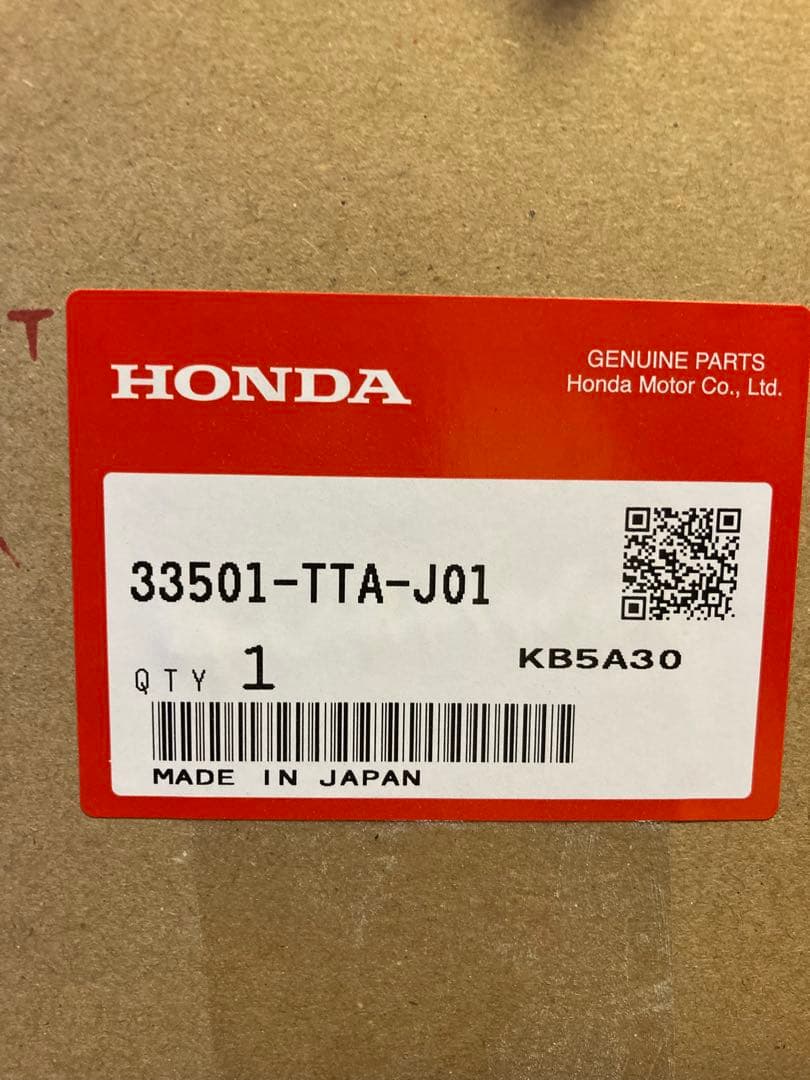 T
HONDA
GENUINE PARTS
Honda Motor Co., Ltd.
33501-TTA-J01
QTY 1
KB5A30
MADE IN JAPAN